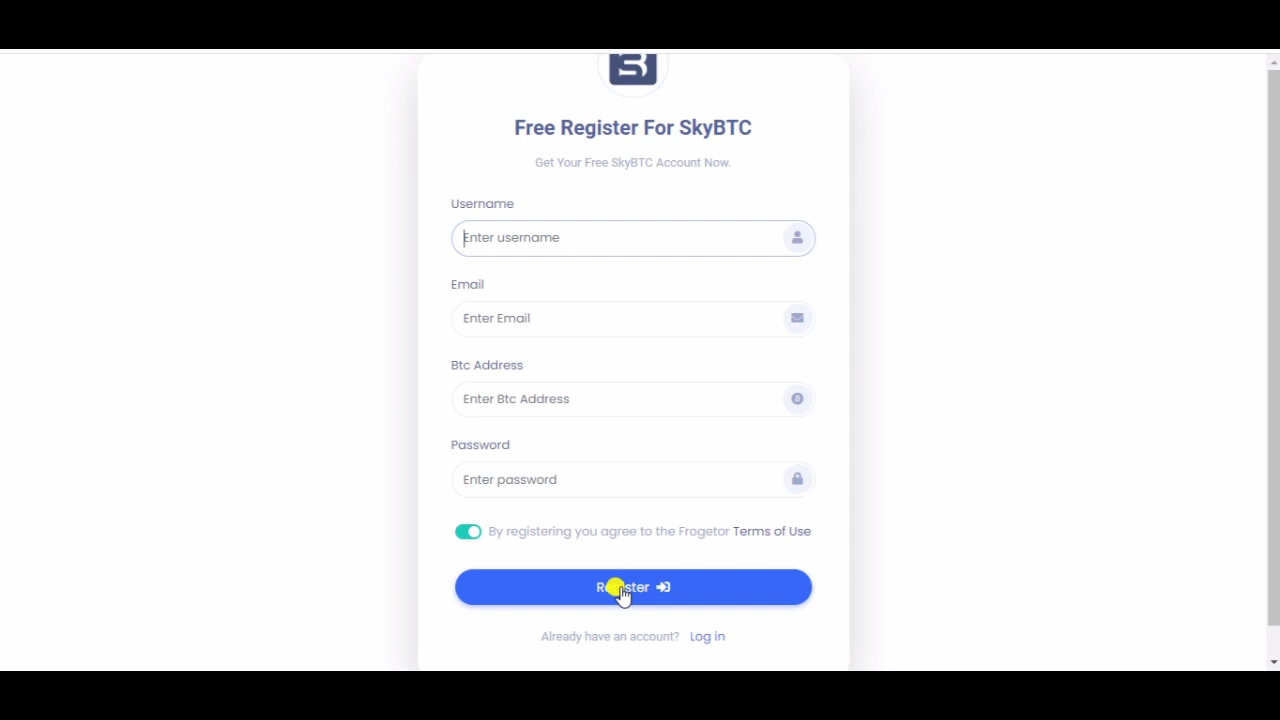 Free Register For SkyBTC
Get Your Free SkyBTC Account Now.
Username
Enter username
Email
Enter Email
Btc Address
Enter Btc Address
Password
Enter password
By registering you agree to the Frogetor Terms of Use
Register
Already have an account? Log in